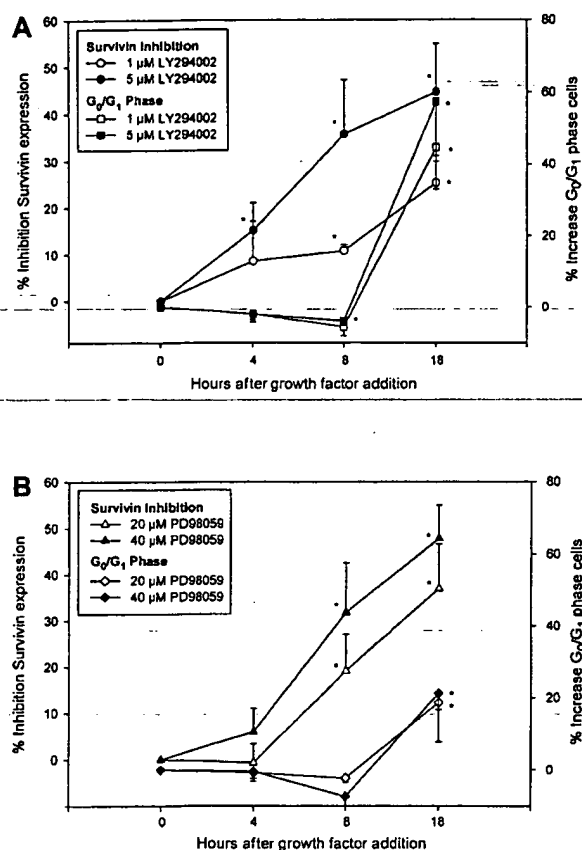 A
Survivin Inhibition
1 µM LY294002
5 µM LY294002
G0/G1 Phase
1 µM LY294002
5 µM LY294002
% Inhibition Survivin expression
60
50
40
30
20
10
0
% Increase G0/G1 phase cells
80
60
40
20
0
0 4 8 18
Hours after growth factor addition
B
Survivin Inhibition
20 µM PD98059
40 µM PD98059
G0/G1 Phase
20 µM PD98059
40 µM PD98059
% Inhibition Survivin expression
60
50
40
30
20
10
0
% Increase G0/G1 phase cells
80
60
40
20
0
0 4 8 18
Hours after growth factor addition